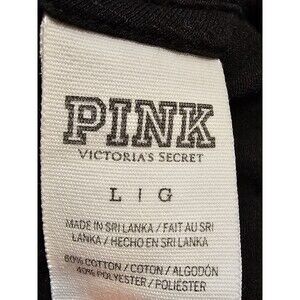 PINK
VICTORIA'S SECRET
L | G
MADE IN SRI LANKA / FAIT AU SRI
LANKA / HECHO EN SRI LANKA
60% COTTON / COTON / ALGODÓN
40% POLYESTER / POLIÉSTER